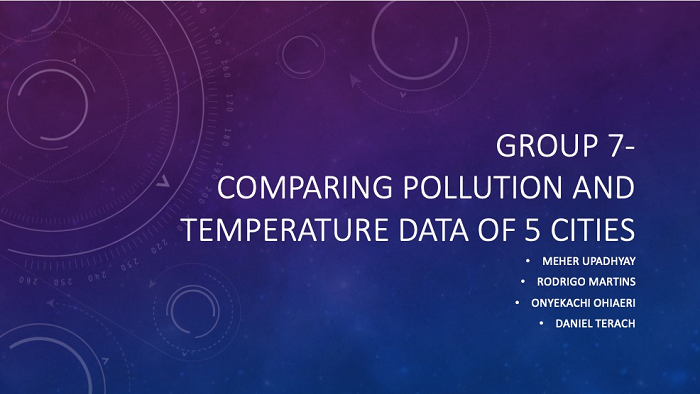 GROUP 7-
COMPARING POLLUTION AND
TEMPERATURE DATA OF 5 CITIES
• MEHER UPADHYAY
• RODRIGO MARTINS
• ONYEKACHI OHIAERI
• DANIEL TERACH